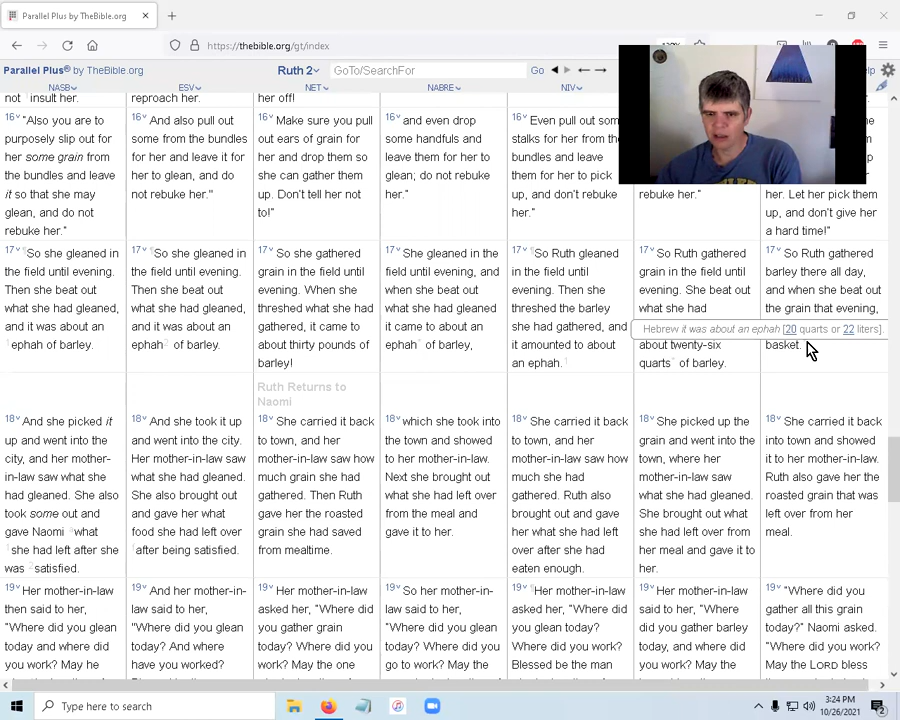 Parallel Plus by TheBible.org
https://thebible.org/gt/index
Parallel Plus® by TheBible.org
Ruth 2
GoTo/SearchFor
Go
NASB
ESV
NET
NABRE
NIV
not insult her.
reproach her.
her off!
16 v "Also you are to
purposely slip out for
her some grain from
the bundles and leave
it so that she may
glean, and do not
rebuke her."
16 v And also pull out
some from the bundles
for her and leave it for
her to glean, and do
not rebuke her."
16 v Make sure you pull
out ears of grain for
her and drop them so
she can gather them
up. Don't tell her not
to!"
16 v and even drop
some handfuls and
leave them for her to
glean; do not rebuke
her."
16 v Even pull out some
stalks for her from the
bundles and leave
them for her to pick
up, and don't rebuke
her."
rebuke her."
her. Let her pick them
up, and don't give her
a hard time!"
17 v So she gleaned in
the field until evening.
Then she beat out
what she had gleaned,
and it was about an
1 ephah of barley.
17 v So she gleaned in
the field until evening.
Then she beat out
what she had gleaned,
and it was about an
ephah 2 of barley.
17 v So she gathered
grain in the field until
evening. When she
threshed what she had
gathered, it came to
about thirty pounds of
barley!
17 v She gleaned in the
field until evening, and
when she beat out
what she had gleaned
it came to about an
ephah* of barley,
17 v So Ruth gleaned
in the field until
evening. Then she
threshed the barley
she had gathered, and
it amounted to about
an ephah. 1
17 v So Ruth gathered
grain in the field until
evening. She beat out
what she had
about twenty-six
quarts* of barley.
17 v So Ruth gathered
barley there all day,
and when she beat out
the grain that evening,
basket.
Hebrew it was about an ephah [20 quarts or 22 liters].
Ruth Returns to
Naomi
18 v And she picked it
up and went into the
city, and her mother-
in-law saw what she
had gleaned. She also
took some out and
gave Naomi a what
1 she had left after she
was 2 satisfied.
18 v And she took it up
and went into the city.
Her mother-in-law saw
what she had gleaned.
She also brought out
and gave her what
food she had left over
after being satisfied.
18 v She carried it back
to town, and her
mother-in-law saw how
much grain she had
gathered. Then Ruth
gave her the roasted
grain she had saved
from mealtime.
18 v which she took into
the town and showed
to her mother-in-law.
Next she brought out
what she had left over
from the meal and
gave it to her.
18 v She carried it back
to town, and her
mother-in-law saw how
much she had
gathered. Ruth also
brought out and gave
her what she had left
over after she had
eaten enough.
18 v She picked up the
grain and went into the
town, where her
mother-in-law saw
what she had gleaned.
She brought out what
she had left over from
her meal and gave it to
her.
18 v She carried it back
into town and showed
it to her mother-in-law.
Ruth also gave her the
roasted grain that was
left over from her
meal.
19 v Her mother-in-law
then said to her,
"Where did you glean
today and where did
you work? May he
19 v And her mother-in-
law said to her,
"Where did you glean
today? And where
have you worked?
19 v Her mother-in-law
asked her, "Where did
you gather grain
today? Where did you
work? May the one
19 v So her mother-in-
law said to her,
"Where did you glean
today? Where did you
go to work? May the
19 v Her mother-in-law
asked her, "Where did
you glean today?
Where did you work?
Blessed be the man
19 v Her mother-in-law
said to her, "Where
did you gather barley
today, and where did
you work? May the
19 v "Where did you
gather all this grain
today?" Naomi asked.
"Where did you work?
May the LORD bless
Type here to search
3:24 PM
10/26/2021
2